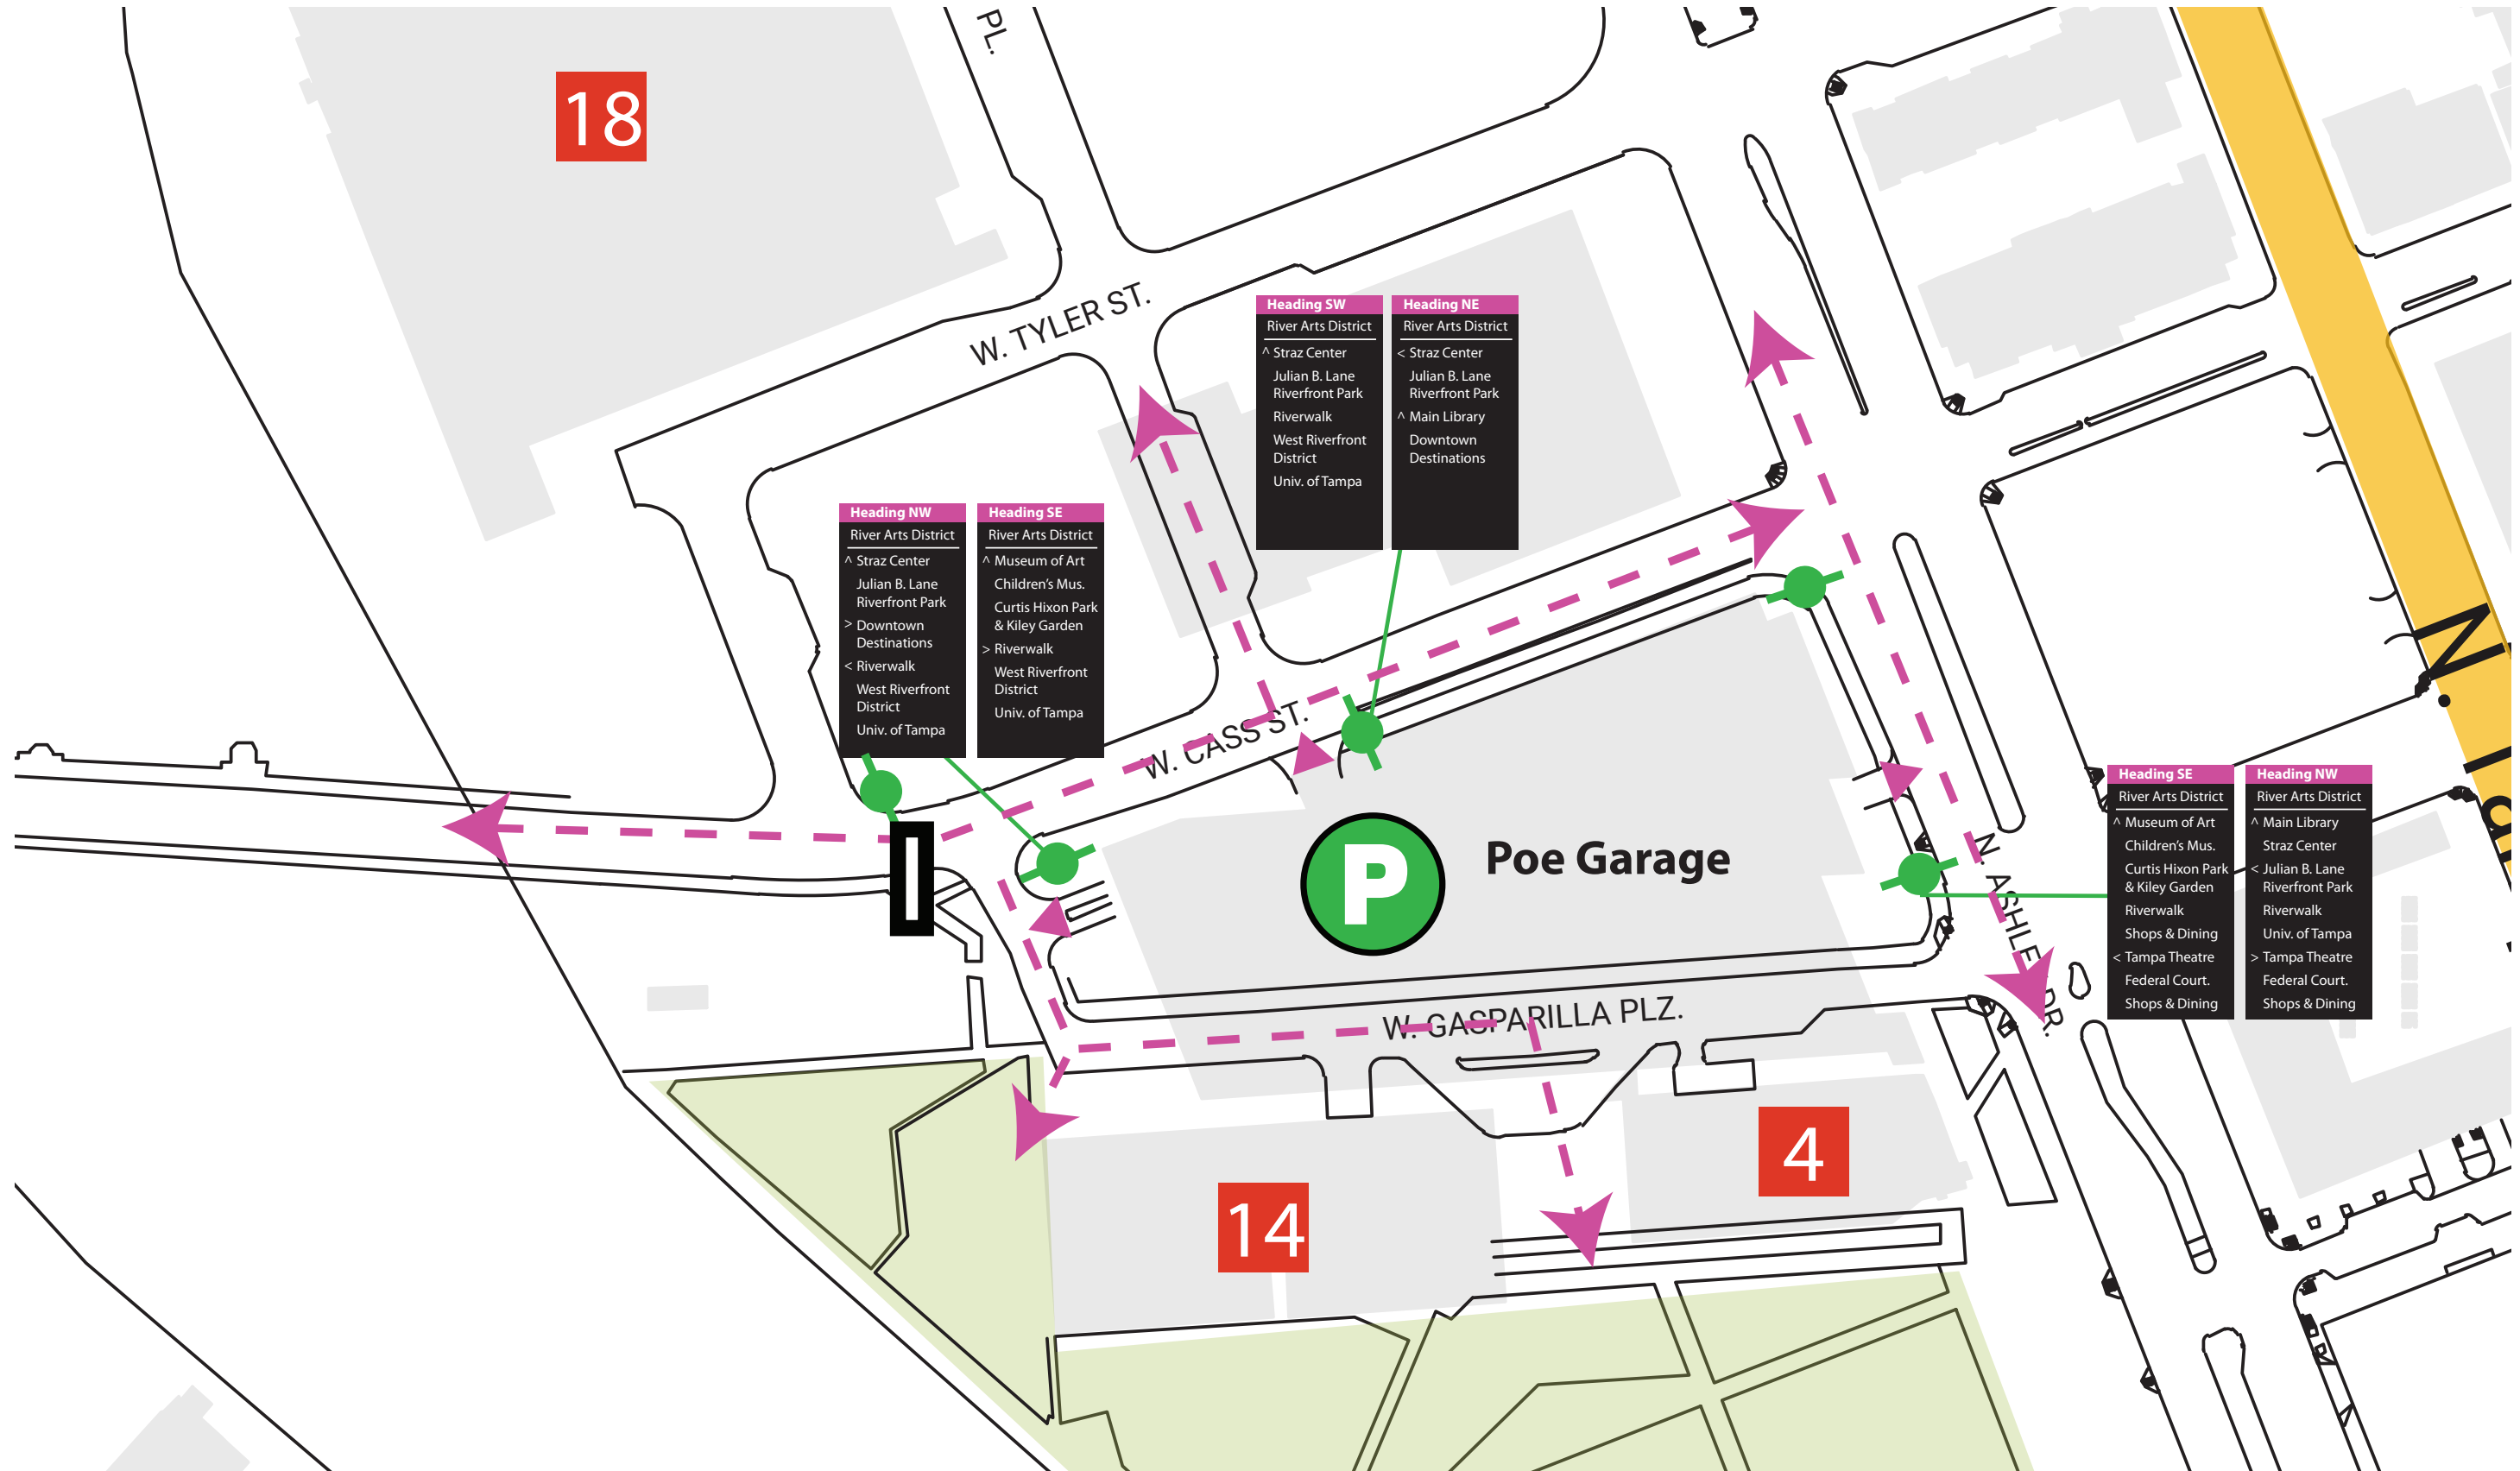 PL.
18
W. TYLER ST.
Heading SW
River Arts District
^ Straz Center
Julian B. Lane
Riverfront Park
Riverwalk
West Riverfront
District
Univ. of Tampa
Heading NE
River Arts District
< Straz Center
Julian B. Lane
Riverfront Park
^ Main Library
Downtown
Destinations
Heading NW
River Arts District
^ Straz Center
Julian B. Lane
Riverfront Park
> Downtown
Destinations
< Riverwalk
West Riverfront
District
Univ. of Tampa
Heading SE
River Arts District
^ Museum of Art
Children's Mus.
Curtis Hixon Park
& Kiley Garden
> Riverwalk
West Riverfront
District
Univ. of Tampa
W. CASS ST.
P
Poe Garage
N. ASHLEY DR.
Heading SE
River Arts District
^ Museum of Art
Children's Mus.
Curtis Hixon Park
& Kiley Garden
Riverwalk
Shops & Dining
< Tampa Theatre
Federal Court.
Shops & Dining
Heading NW
River Arts District
^ Main Library
Straz Center
< Julian B. Lane
Riverfront Park
Riverwalk
Univ. of Tampa
> Tampa Theatre
Federal Court.
Shops & Dining
W. GASPARILLA PLZ.
4
14
N.